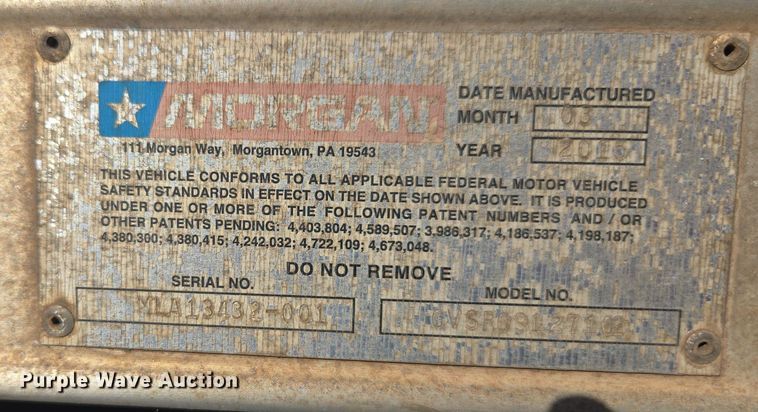 MORGAN
111 Morgan Way, Morgantown, PA 19543
DATE MANUFACTURED
MONTH 03
YEAR
THIS VEHICLE CONFORMS TO ALL APPLICABLE FEDERAL MOTOR VEHICLE
SAFETY STANDARDS IN EFFECT ON THE DATE SHOWN ABOVE. IT IS PRODUCED
UNDER ONE OR MORE OF THE FOLLOWING PATENT NUMBERS AND / OR
OTHER PATENTS PENDING: 4,403,804; 4,589,507; 3,986,317; 4,186,537; 4,198,187;
4,380,300; 4,380,415; 4,242,032; 4,722,109; 4,673,048.
DO NOT REMOVE
SERIAL NO.
MLA13432-001
MODEL NO.
Purple Wave Auction